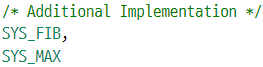 /* Additional Implementation */
SYS_FIB,
SYS_MAX